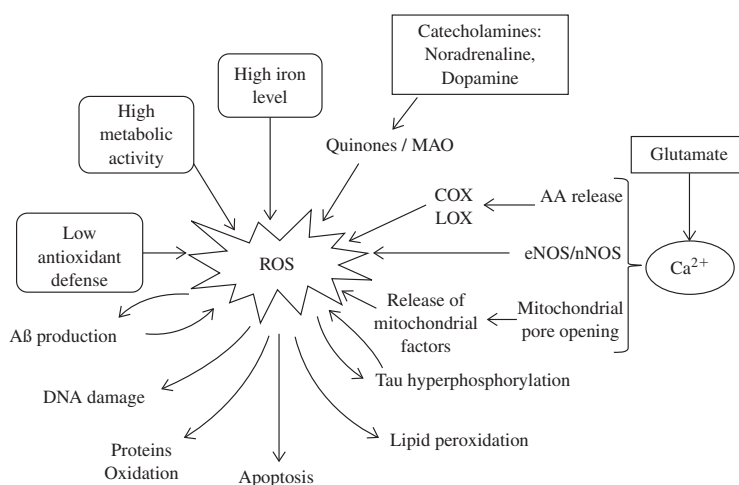 Catecholamines:
Noradrenaline,
Dopamine
High iron
level
High
metabolic
activity
Quinones / MAO
Glutamate
COX
LOX
AA release
Low
antioxidant
defense
ROS
eNOS/nNOS
Ca²⁺
Release of
mitochondrial
factors
Mitochondrial
pore opening
Aß production
Tau hyperphosphorylation
DNA damage
Lipid peroxidation
Proteins
Oxidation
Apoptosis